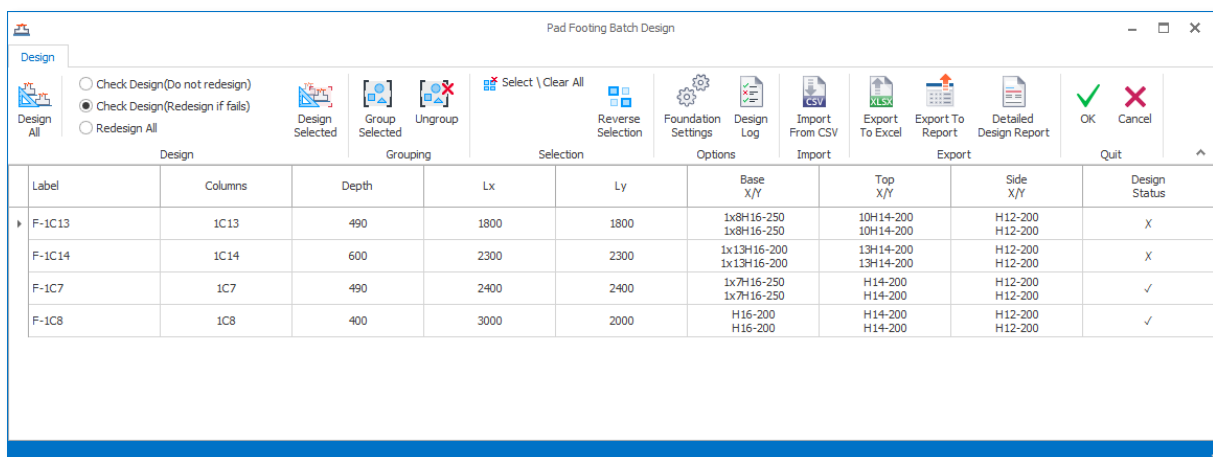 Pad Footing Batch Design
Design
Design
All
Check Design(Do not redesign)
Check Design(Redesign if fails)
Redesign All
Design
Selected
Design
Group
Selected
Ungroup
Grouping
Select \ Clear All
Reverse
Selection
Selection
Foundation
Settings
Design
Log
Options
CSV
Import
From CSV
Import
XLSX
Export
To Excel
Export To
Report
Detailed
Design Report
Export
OK
Cancel
Quit
Label Columns Depth Lx Ly Base Top Side Design
X/Y X/Y X/Y Status
F-1C13 1C13 490 1800 1800 1x8H16-250 10H14-200 H12-200 X
1x8H16-250 10H14-200 H12-200
F-1C14 1C14 600 2300 2300 1x13H16-200 13H14-200 H12-200 X
1x13H16-200 13H14-200 H12-200
F-1C7 1C7 490 2400 2400 1x7H16-250 H14-200 H12-200 ✓
1x7H16-250 H14-200 H12-200
F-1C8 1C8 400 3000 2000 H16-200 H14-200 H12-200 ✓
H16-200 H14-200 H12-200